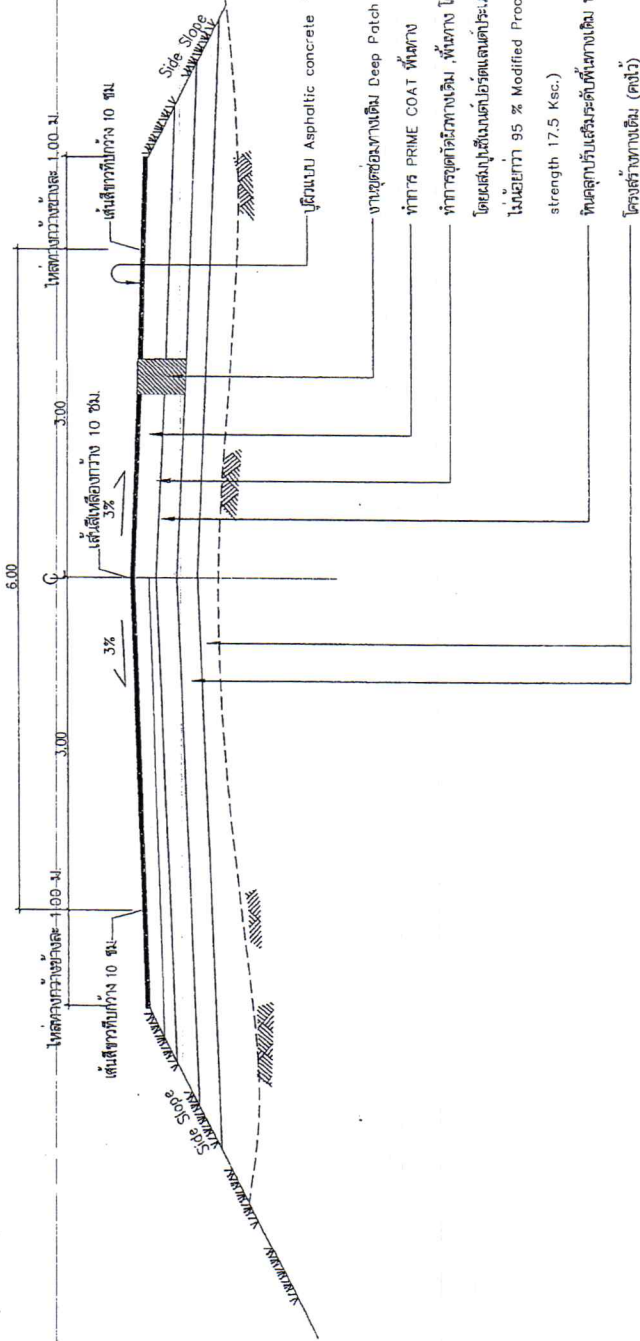 6.00
ไหล่ทางกว้างข้างละ 1.00 ม.
3.00
3.00
ไหล่ทางกว้างข้างละ 1.00 ม.
เส้นสีขาวทึบกว้าง 10 ซม.
3%
℄
เส้นสีเหลืองกว้าง 10 ซม.
3%
เส้นสีขาวทึบกว้าง 10 ซม.
Side Slope
Side Slope
ปูผิวแบบ Asphaltic concrete
งานขุดซ่อมทางเดิม Deep Patch
ทำการ PRIME COAT พื้นทาง
ทำการขุดกัดผิวทางเดิม ,พื้นทาง
โดยผสมปูนซีเมนต์ปอร์ตแลนด์
ไม่น้อยกว่า 95 % Modified
strength 17.5 Ksc.)
หินคลุกปรับเสริมระดับพื้นทางเดิม
โครงสร้างทางเดิม (คงไว้)